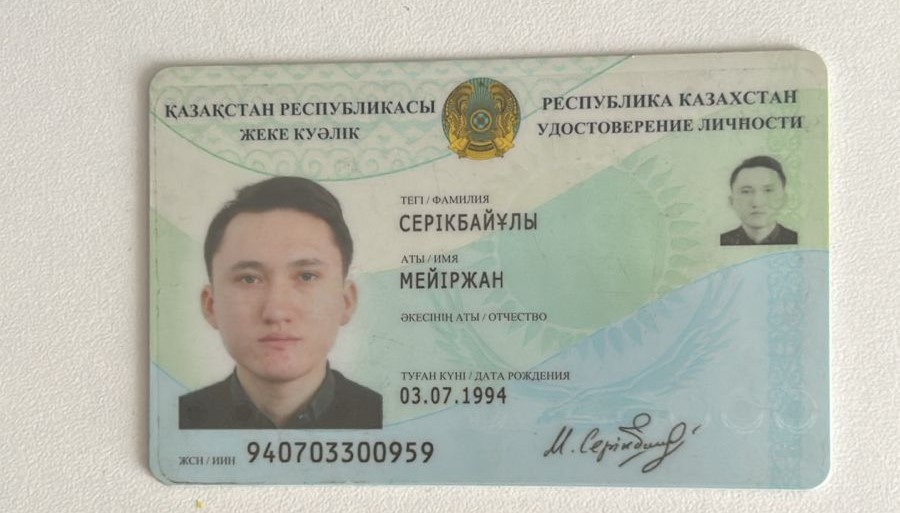 ҚАЗАҚСТАН РЕСПУБЛИКАСЫ
ЖЕКЕ КУӘЛІК
РЕСПУБЛИКА КАЗАХСТАН
УДОСТОВЕРЕНИЕ ЛИЧНОСТИ
ТЕГІ / ФАМИЛИЯ
СЕРІКБАЙҰЛЫ
АТЫ / ИМЯ
МЕЙІРЖАН
ӘКЕСІНІҢ АТЫ / ОТЧЕСТВО
ТУҒАН КҮНІ / ДАТА РОЖДЕНИЯ
03.07.1994
ЖСН / ИИН 940703300959